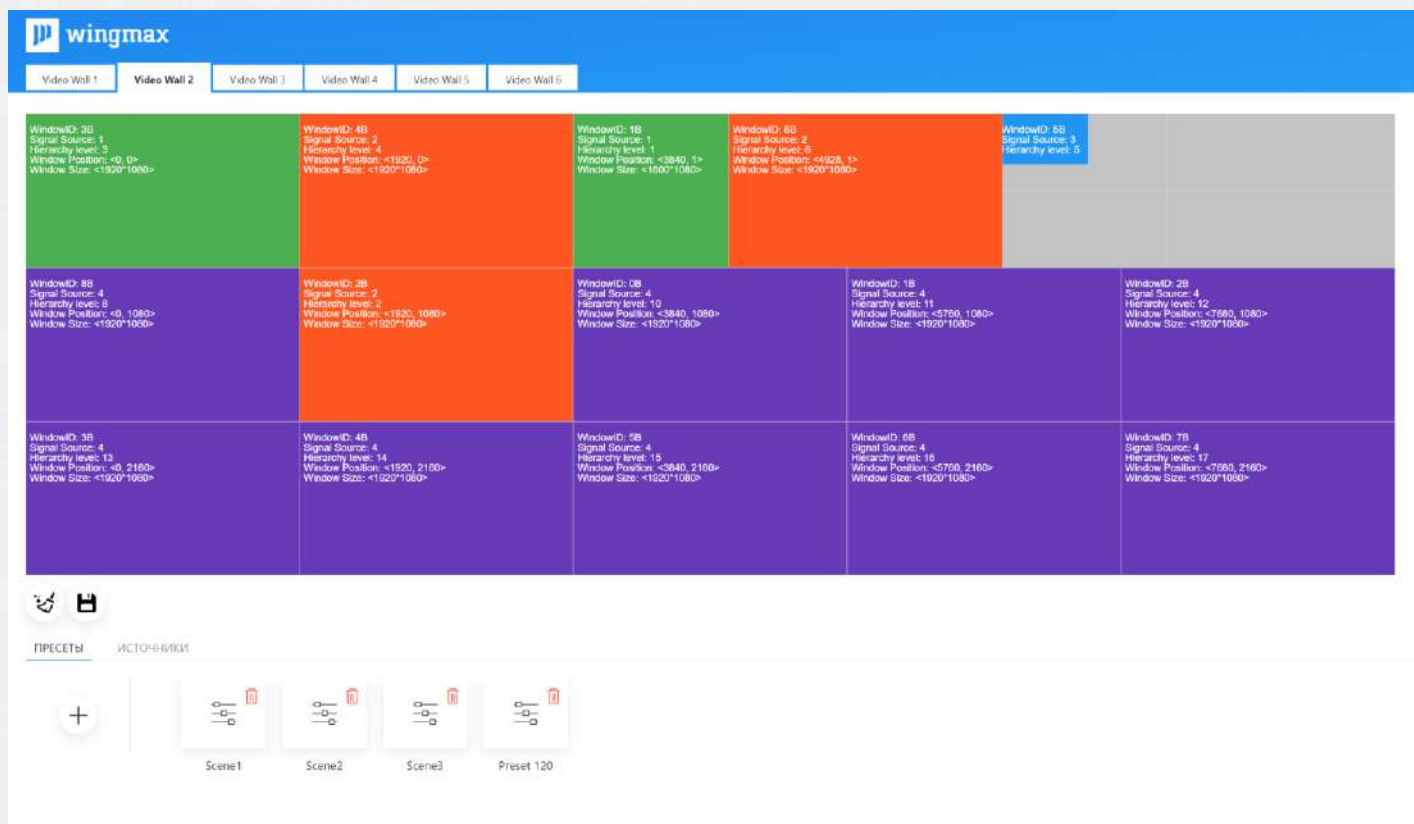 wingmax
Video Wall 1
Video Wall 2
Video Wall 3
Video Wall 4
Video Wall 5
Video Wall 6
WindowID: 3B
Signal Source: 1
Hierarchy level: 3
Window Position: <0, 0>
Window Size: <1920*1080>
WindowID: 4B
Signal Source: 2
Hierarchy level: 4
Window Position: <1920, 0>
Window Size: <1920*1080>
WindowID: 1B
Signal Source: 1
Hierarchy level: 1
Window Position: <3840, 1>
Window Size: <1600*1080>
WindowID: 6B
Signal Source: 2
Hierarchy level: 6
Window Position: <4928, 1>
Window Size: <1920*1080>
WindowID: 5B
Signal Source: 3
Hierarchy level: 5
WindowID: 8B
Signal Source: 4
Hierarchy level: 8
Window Position: <0, 1080>
Window Size: <1920*1080>
WindowID: 2B
Signal Source: 2
Hierarchy level: 2
Window Position: <1920, 1080>
Window Size: <1920*1080>
WindowID: 0B
Signal Source: 4
Hierarchy level: 10
Window Position: <3840, 1080>
Window Size: <1920*1080>
WindowID: 1B
Signal Source: 4
Hierarchy level: 11
Window Position: <5760, 1080>
Window Size: <1920*1080>
WindowID: 2B
Signal Source: 4
Hierarchy level: 12
Window Position: <7680, 1080>
Window Size: <1920*1080>
WindowID: 3B
Signal Source: 4
Hierarchy level: 13
Window Position: <0, 2160>
Window Size: <1920*1080>
WindowID: 4B
Signal Source: 4
Hierarchy level: 14
Window Position: <1920, 2160>
Window Size: <1920*1080>
WindowID: 5B
Signal Source: 4
Hierarchy level: 15
Window Position: <3840, 2160>
Window Size: <1920*1080>
WindowID: 6B
Signal Source: 4
Hierarchy level: 16
Window Position: <5760, 2160>
Window Size: <1920*1080>
WindowID: 7B
Signal Source: 4
Hierarchy level: 17
Window Position: <7680, 2160>
Window Size: <1920*1080>
ПРЕСЕТЫ
ИСТОЧНИКИ
Scene1
Scene2
Scene3
Preset 120